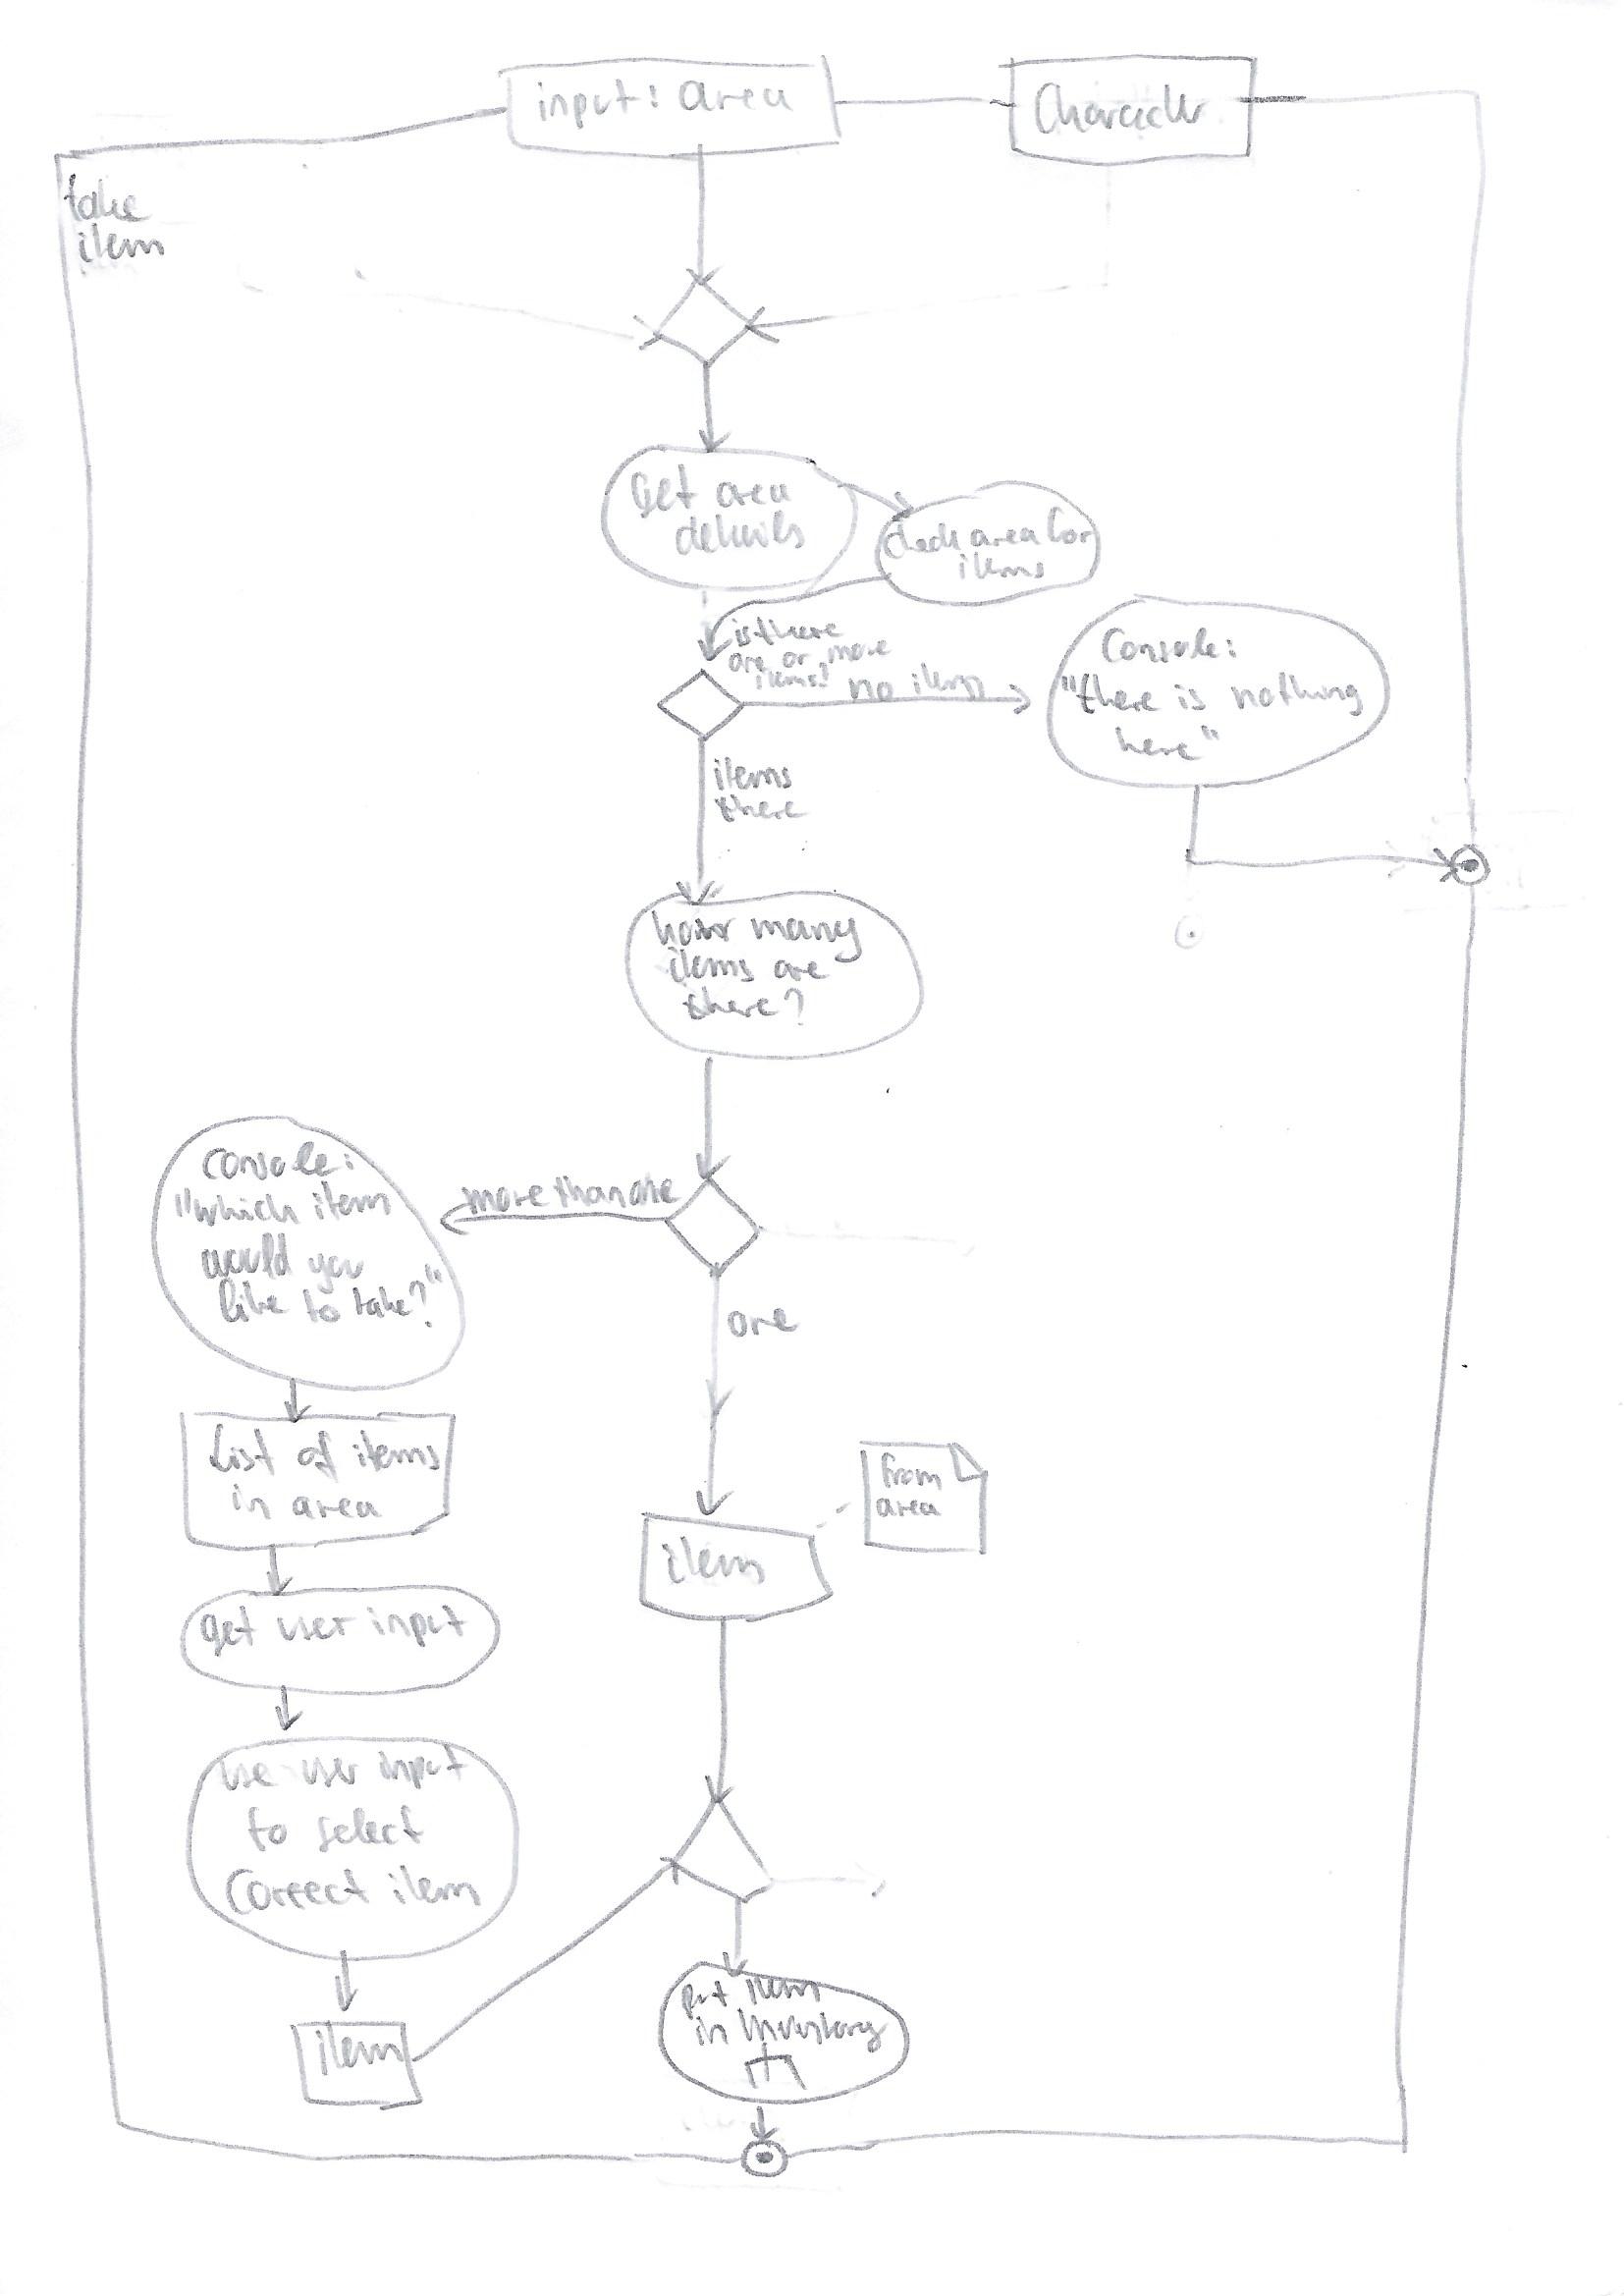 input: area
Character
take
item
Get area
details
check area for
items
is there
one or more
items?
no item
Console:
"there is nothing
here"
items
there
how many
items are
there?
more than one
Console:
"which item
would you
like to take?"
one
List of items
in area
from
area
item
get user input
use user input
to select
correct item
item
put item
in Inventory